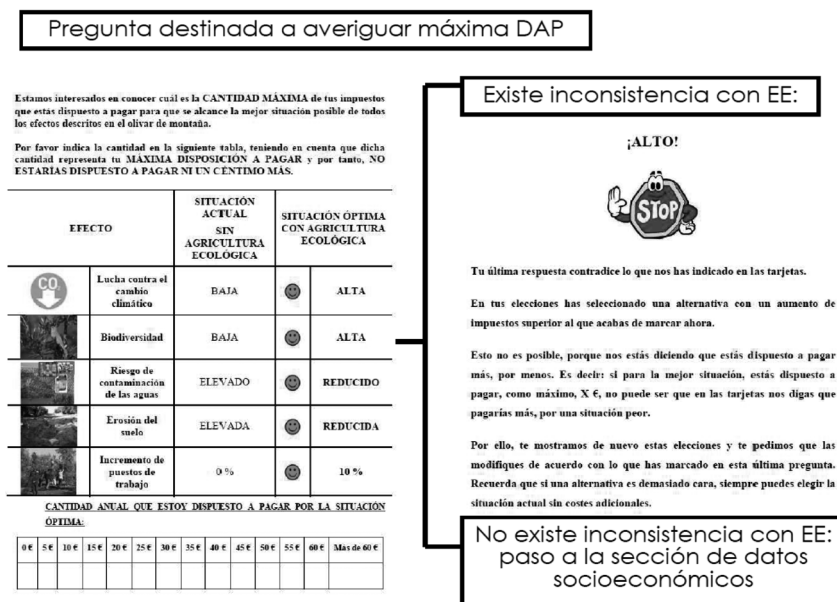 Pregunta destinada a averiguar máxima DAP
Estamos interesados en conocer cuál es la CANTIDAD MÁXIMA de tus impuestos
que estás dispuesto a pagar para que se alcance la mejor situación posible de todos
los efectos descritos en el olivar de montaña.
Por favor indica la cantidad en la siguiente tabla, teniendo en cuenta que dicha
cantidad representa tu MÁXIMA DISPOSICIÓN A PAGAR y por tanto, NO
ESTARÍAS DISPUESTO A PAGAR NI UN CÉNTIMO MÁS.
EFECTO
SITUACIÓN
ACTUAL
SIN
AGRICULTURA
ECOLÓGICA
SITUACIÓN ÓPTIMA
CON AGRICULTURA
ECOLÓGICA
CO
Lucha contra el
cambio
climático
BAJA
ALTA
Biodiversidad
BAJA
ALTA
Riesgo de
contaminación
de las aguas
ELEVADO
REDUCIDO
Erosión del
suelo
ELEVADA
REDUCIDA
Incremento de
puestos de
trabajo
0 %
10 %
CANTIDAD ANUAL QUE ESTOY DISPUESTO A PAGAR POR LA SITUACIÓN
ÓPTIMA:
0 € 5 € 10 € 15 € 20 € 25 € 30 € 35 € 40 € 45 € 50 € 55 € 60 € Más de 60 €
Existe inconsistencia con EE:
¡ALTO!
STOP
Tu última respuesta contradice lo que nos has indicado en las tarjetas.
En tus elecciones has seleccionado una alternativa con un aumento de
impuestos superior al que acabas de marcar ahora.
Esto no es posible, porque nos estás diciendo que estás dispuesto a pagar
más, por menos. Es decir: si para la mejor situación, estás dispuesto a
pagar, como máximo, X €, no puede ser que en las tarjetas nos digas que
pagarías más, por una situación peor.
Por ello, te mostramos de nuevo estas elecciones y te pedimos que las
modifiques de acuerdo con lo que has marcado en esta última pregunta.
Recuerda que si una alternativa es demasiado cara, siempre puedes elegir la
situación actual sin costes adicionales.
No existe inconsistencia con EE:
paso a la sección de datos
socioeconómicos